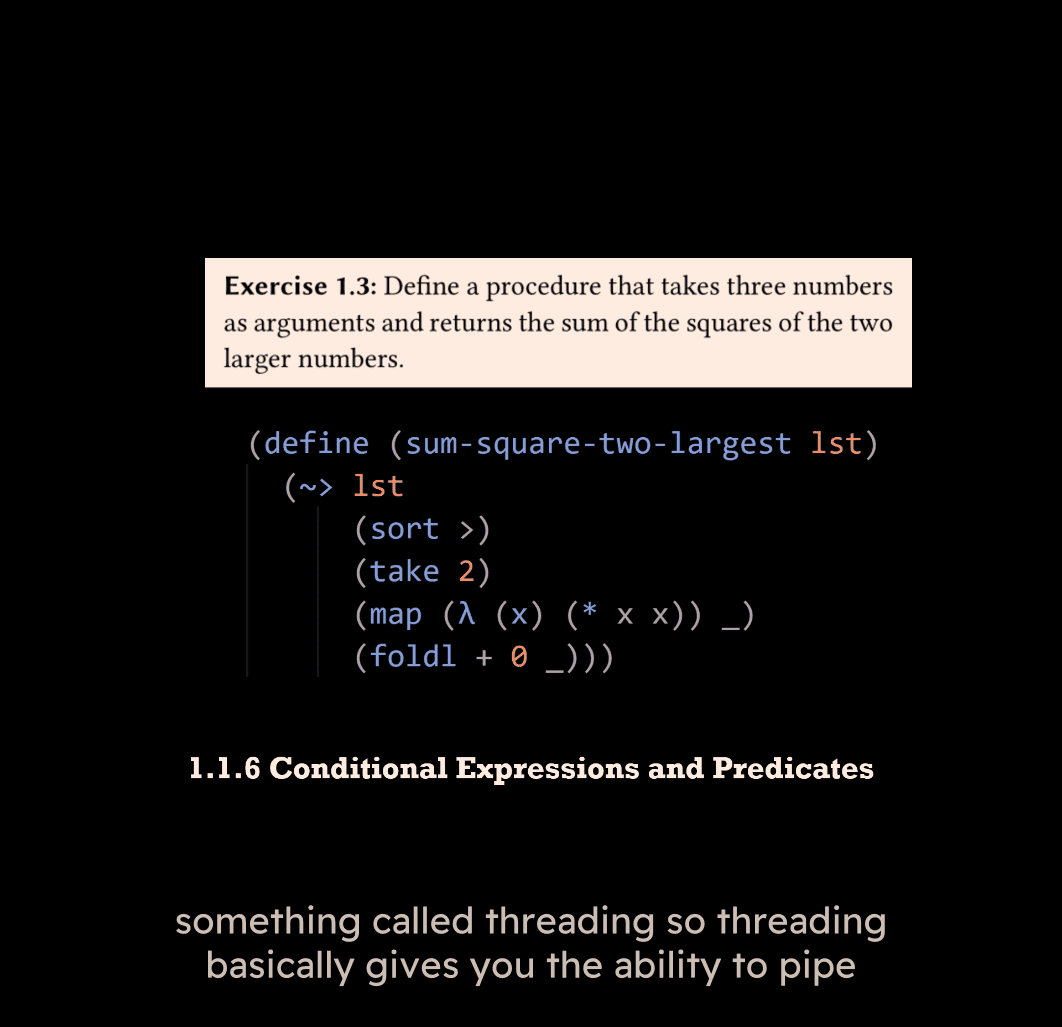 Exercise 1.3: Define a procedure that takes three numbers
as arguments and returns the sum of the squares of the two
larger numbers.
(define (sum-square-two-largest lst)
(~> lst
(sort >)
(take 2)
(map (λ (x) (* x x)) _)
(foldl + 0 _)))
1.1.6 Conditional Expressions and Predicates
something called threading so threading
basically gives you the ability to pipe